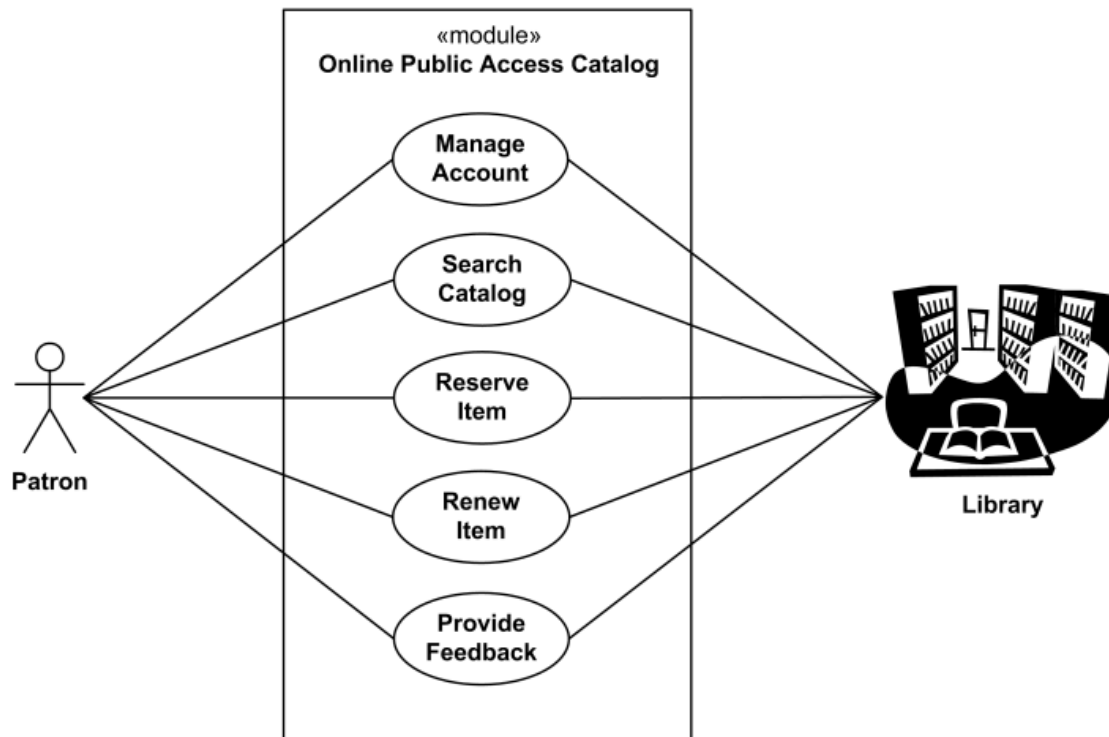 «module»
Online Public Access Catalog
Manage
Account
Search
Catalog
Reserve
Item
Renew
Item
Provide
Feedback
Patron
Library